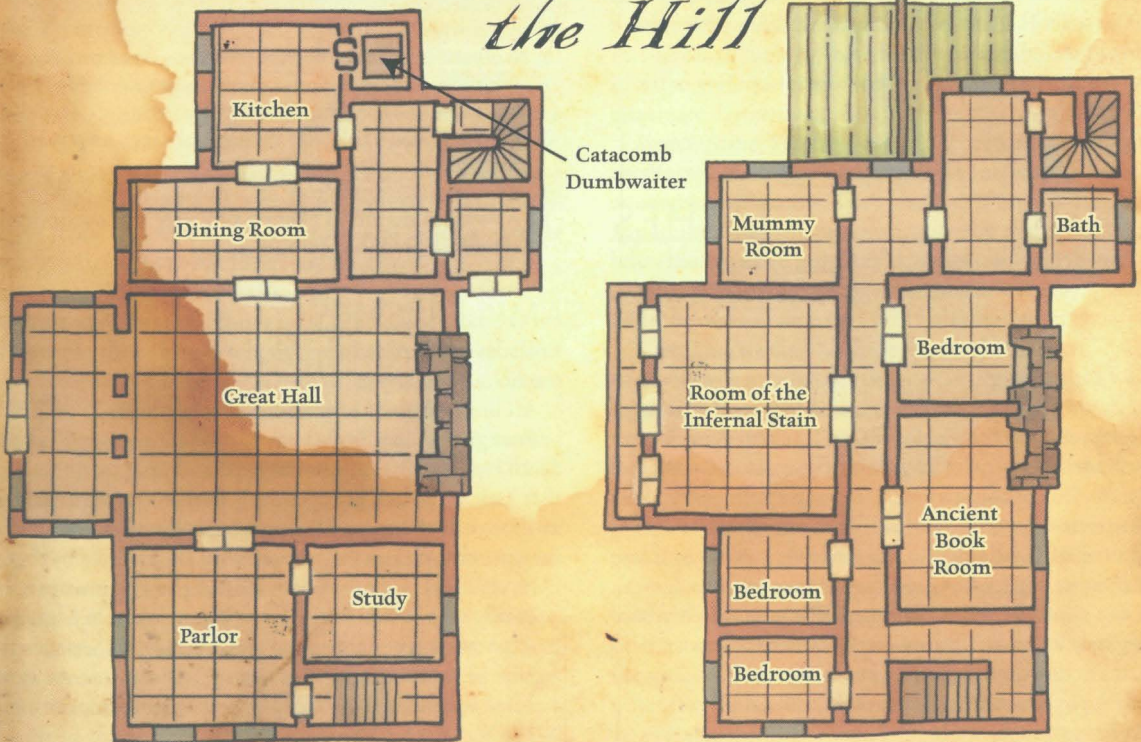 the Hill
S
Kitchen
Catacomb
Dumbwaiter
Dining Room
Great Hall
Parlor
Study
Mummy
Room
Bath
Bedroom
Room of the
Infernal Stain
Ancient
Book
Room
Bedroom
Bedroom